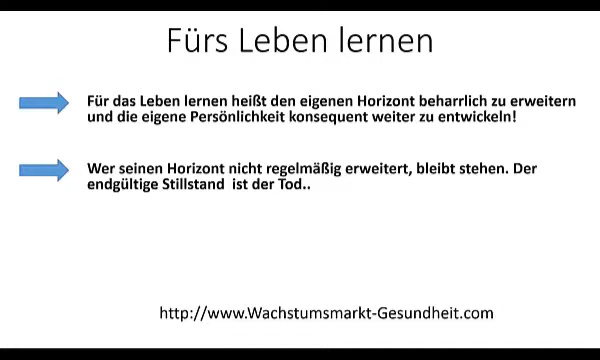 Fürs Leben lernen
Für das Leben lernen heißt den eigenen Horizont beharrlich zu erweitern
und die eigene Persönlichkeit konsequent weiter zu entwickeln!
Wer seinen Horizont nicht regelmäßig erweitert, bleibt stehen. Der
endgültige Stillstand  ist der Tod..
http://www.Wachstumsmarkt-Gesundheit.com